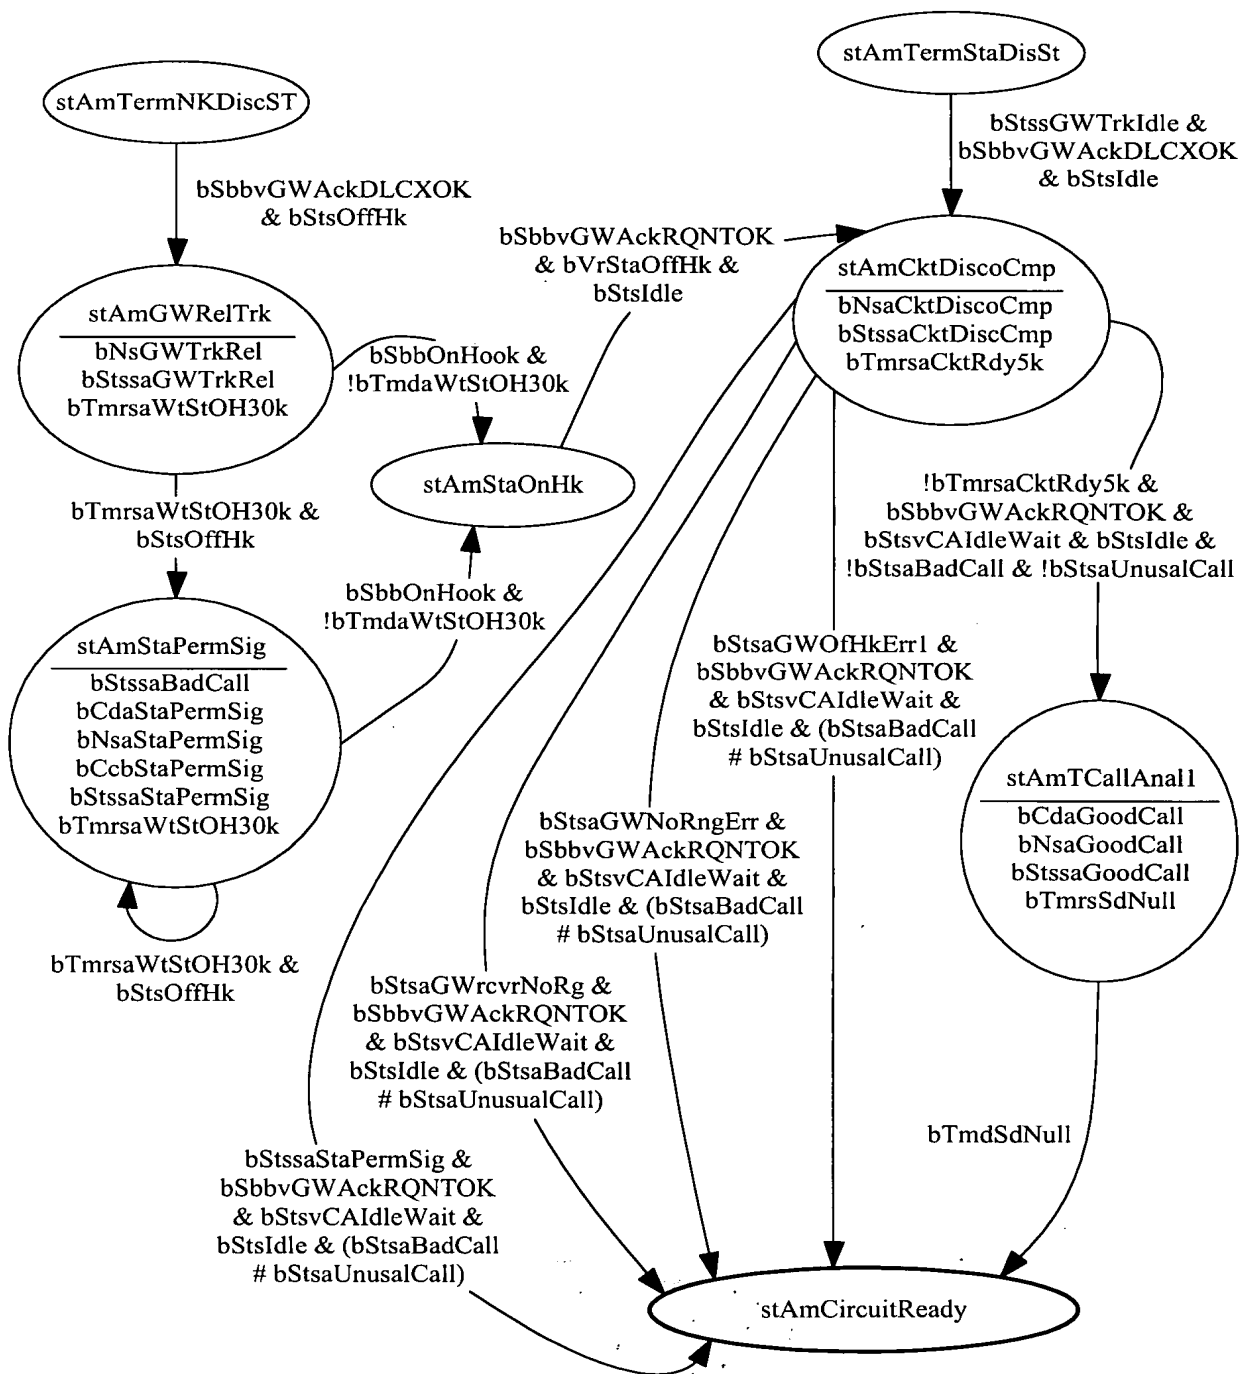 stAmTermStaDisSt
stAmTermNKDiscST
bStssGWTrkIdle &
bSbbvGWAckDLCXOK
& bStsIdle
bSbbvGWAckDLCXOK
& bStsOffHk
bSbbvGWAckRQNTOK
& bVrStaOffHk &
bStsIdle
stAmCktDiscoCmp
bNsaCktDiscoCmp
bStssaCktDiscCmp
bTmrsaCktRdy5k
stAmGWRelTrk
bNsGWTrkRel
bStssaGWTrkRel
bTmrsaWtStOH30k
bSbbOnHook &
!bTmdaWtStOH30k
stAmStaOnHk
bTmrsaWtStOH30k &
bStsOffHk
!bTmrsaCktRdy5k &
bSbbvGWAckRQNTOK &
bStsvCAIdleWait & bStsIdle &
!bStsaBadCall & !bStsaUnusalCall
bSbbOnHook &
!bTmdaWtStOH30k
stAmStaPermSig
bStssaBadCall
bCdaStaPermSig
bNsaStaPermSig
bCcbStaPermSig
bStssaStaPermSig
bTmrsaWtStOH30k
bStsaGWOfHkErr1 &
bSbbvGWAckRQNTOK
& bStsvCAIdleWait &
bStsIdle & (bStsaBadCall
# bStsaUnusalCall)
stAmTCallAnal1
bCdaGoodCall
bNsaGoodCall
bStssaGoodCall
bTmrsSdNull
bStsaGWNoRngErr &
bSbbvGWAckRQNTOK
& bStsvCAIdleWait &
bStsIdle & (bStsaBadCall
# bStsaUnusalCall)
bTmrsaWtStOH30k &
bStsOffHk
bStsaGWrcvrNoRg &
bSbbvGWAckRQNTOK
& bStsvCAIdleWait &
bStsIdle & (bStsaBadCall
# bStsaUnusualCall)
bTmdSdNull
bStssaStaPermSig &
bSbbvGWAckRQNTOK
& bStsvCAIdleWait &
bStsIdle & (bStsaBadCall
# bStsaUnusalCall)
stAmCircuitReady